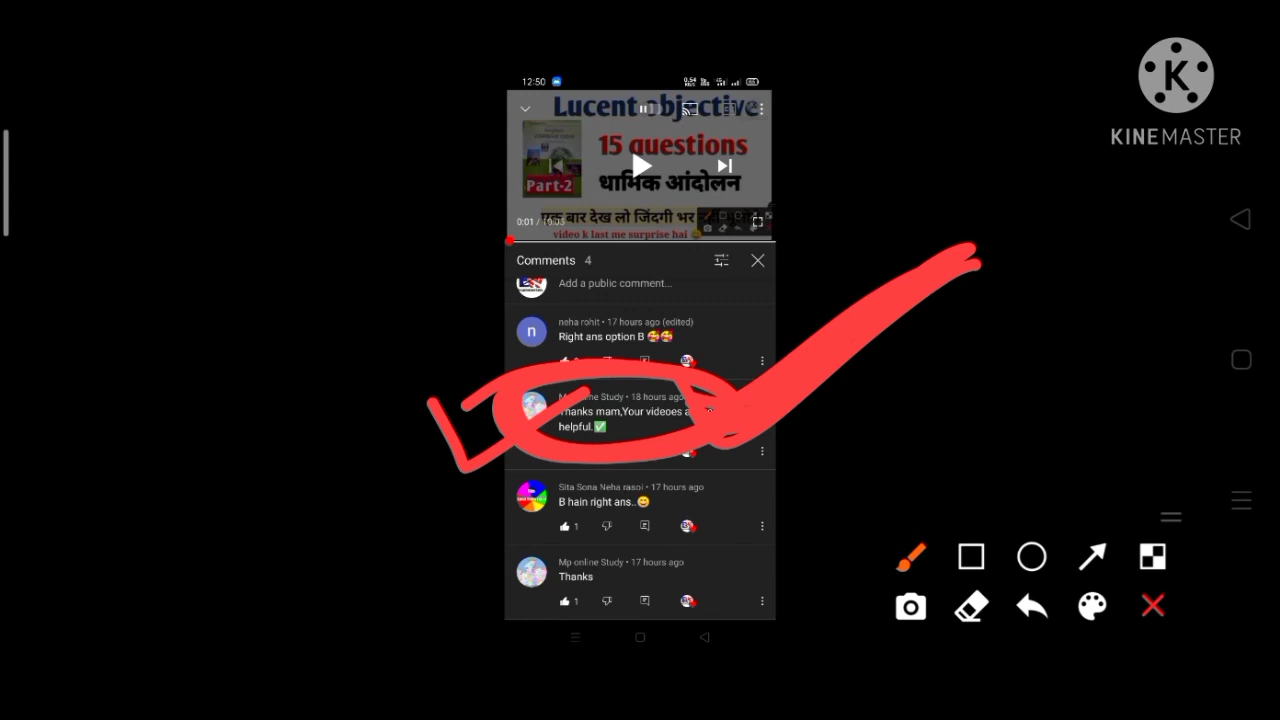 KINEMASTER
12:50
Lucent objective
15 questions
Part-2
धामिक आंदोलन
एक बार देख लो जिंदगी भर
0:01
video k last me surprise hai
Comments 4
Add a public comment...
neha rohit • 17 hours ago (edited)
Right ans option B
Study • 18 hours ago
Thanks mam,Your videoes
helpful.
Sita Sona Neha rasoi • 17 hours ago
B hain right ans..
1
Mp online Study • 17 hours ago
Thanks
1